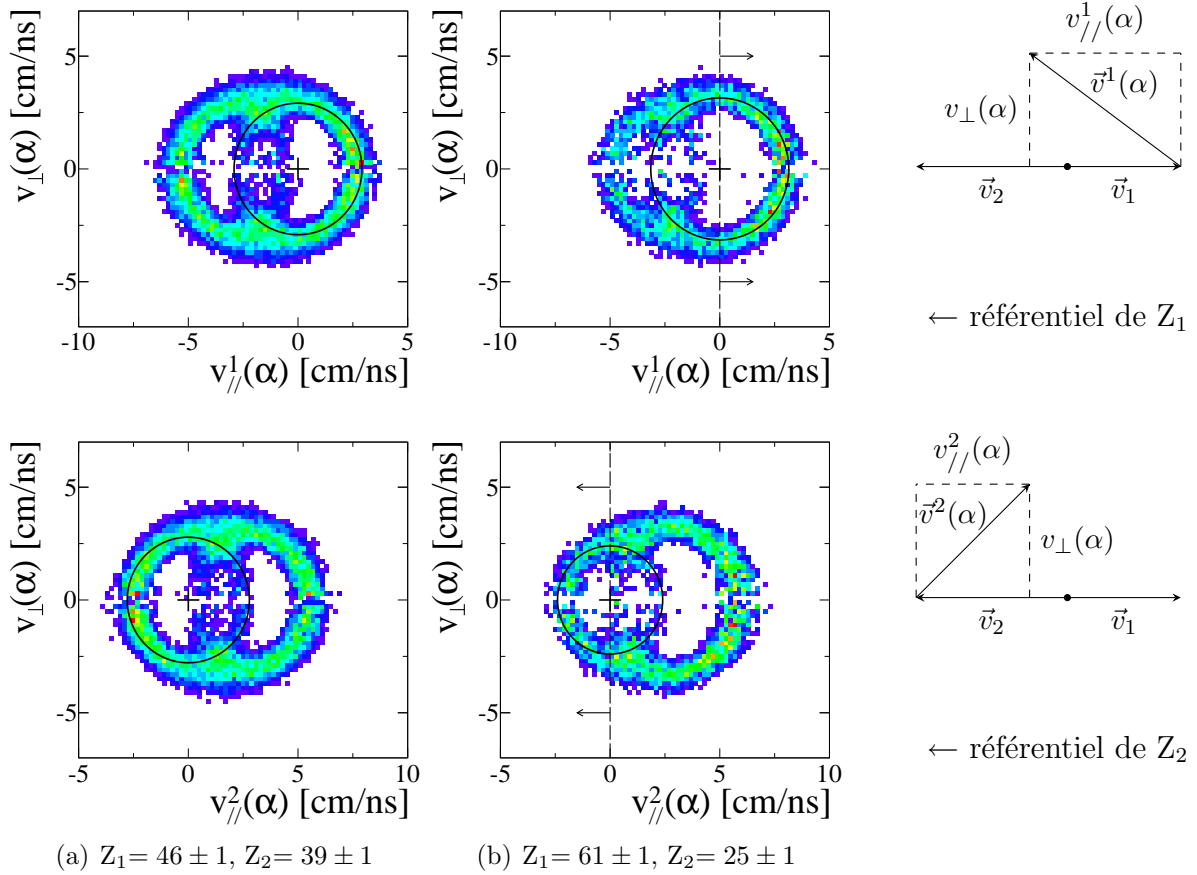 v⊥(α) [cm/ns]
5
0
-5
-10
-5
0
5
v1//(α) [cm/ns]
v⊥(α) [cm/ns]
5
0
-5
-10
-5
0
5
v1//(α) [cm/ns]
v1//(α)
v⃗1(α)
v⊥(α)
v⃗2
v⃗1
← référentiel de Z1
v⊥(α) [cm/ns]
5
0
-5
-5
0
5
10
v2//(α) [cm/ns]
v⊥(α) [cm/ns]
5
0
-5
-5
0
5
10
v2//(α) [cm/ns]
v2//(α)
v⃗2(α)
v⊥(α)
v⃗2
v⃗1
← référentiel de Z2
(a) Z1= 46 ± 1, Z2= 39 ± 1
(b) Z1= 61 ± 1, Z2= 25 ± 1